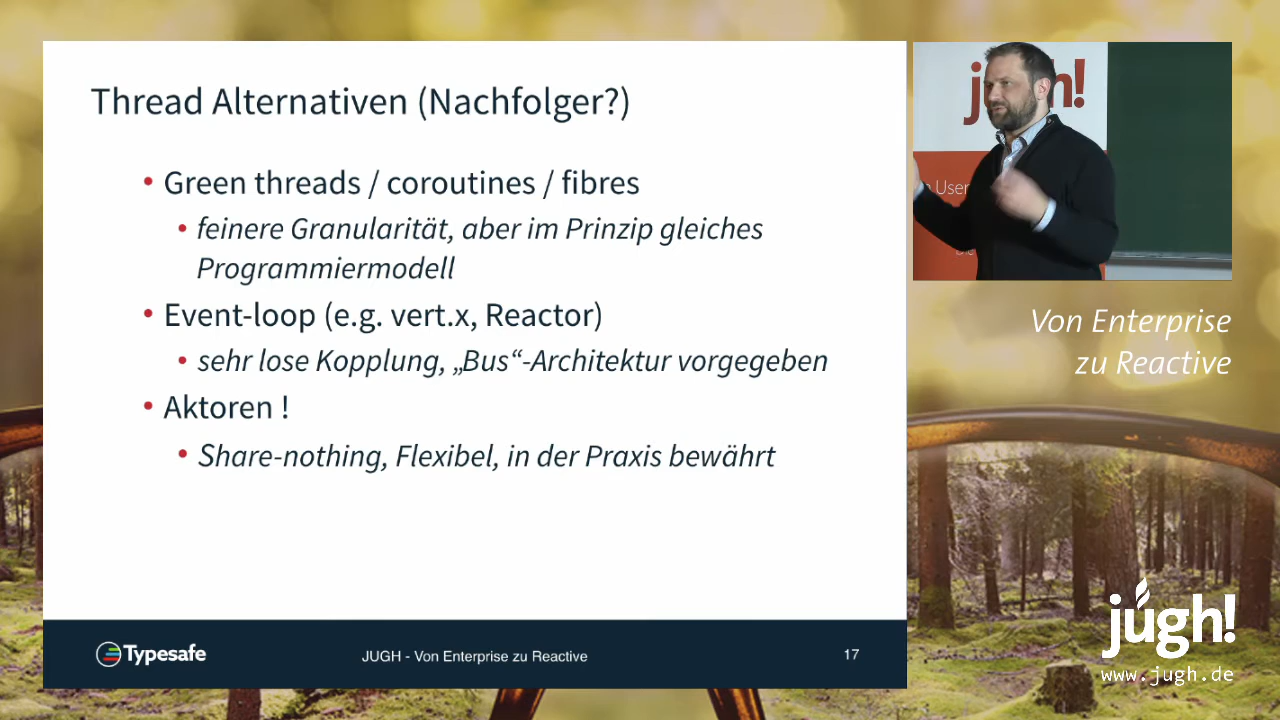 Thread Alternativen (Nachfolger?)
• Green threads / coroutines / fibres
• feinere Granularität, aber im Prinzip gleiches
Programmiermodell
• Event-loop (e.g. vert.x, Reactor)
• sehr lose Kopplung, „Bus“-Architektur vorgegeben
• Aktoren !
• Share-nothing, Flexibel, in der Praxis bewährt
Typesafe
JUGH - Von Enterprise zu Reactive
17
jugh!
User
Von Enterprise
zu Reactive
jugh!
www.jugh.de